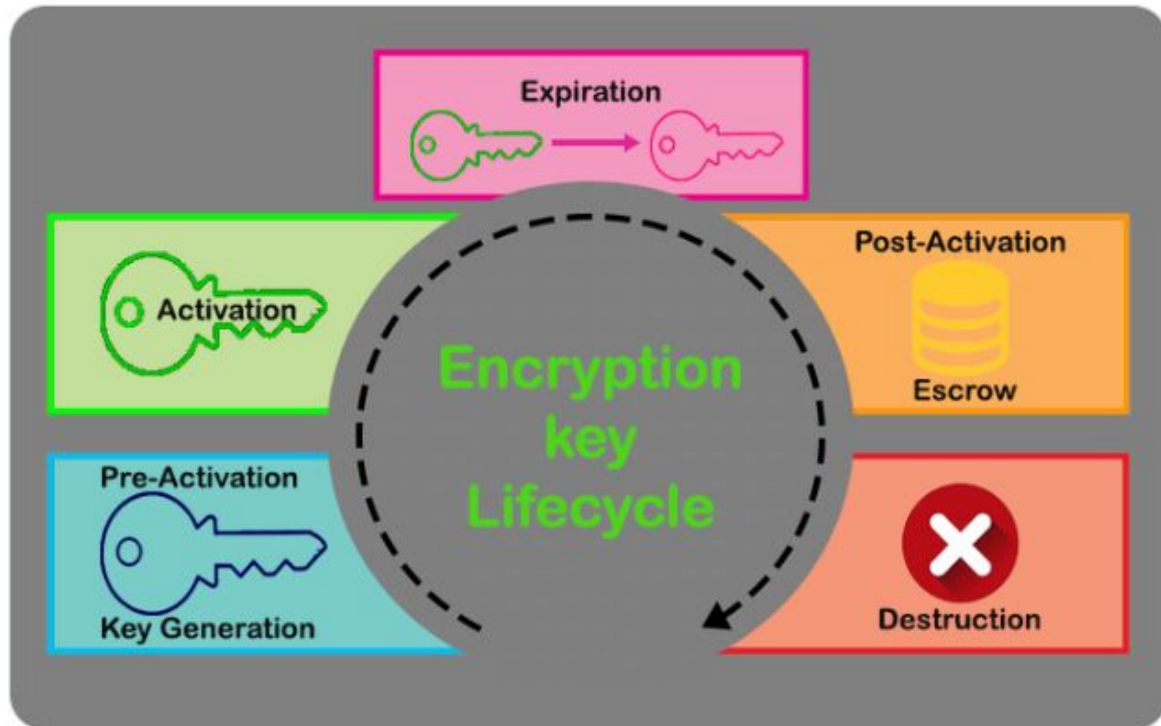 Expiration
Activation
Post-Activation
Escrow
Encryption
key
Lifecycle
Pre-Activation
Key Generation
Destruction